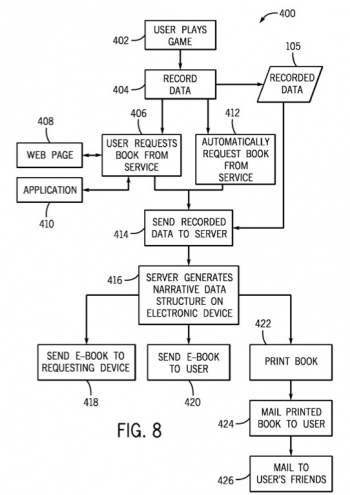 400
USER PLAYS
GAME
402
105
RECORD
DATA
404
RECORDED
DATA
406
412
408
WEB PAGE
USER REQUESTS
BOOK FROM
SERVICE
AUTOMATICALLY
REQUEST BOOK
FROM
SERVICE
APPLICATION
410
SEND RECORDED
DATA TO SERVER
414
416
SERVER GENERATES
NARRATIVE DATA
STRUCTURE ON
ELECTRONIC DEVICE
422
SEND E-BOOK TO
REQUESTING DEVICE
SEND E-BOOK
TO USER
PRINT BOOK
418
420
424
MAIL PRINTED
BOOK TO USER
FIG. 8
426
MAIL TO
USER'S FRIENDS